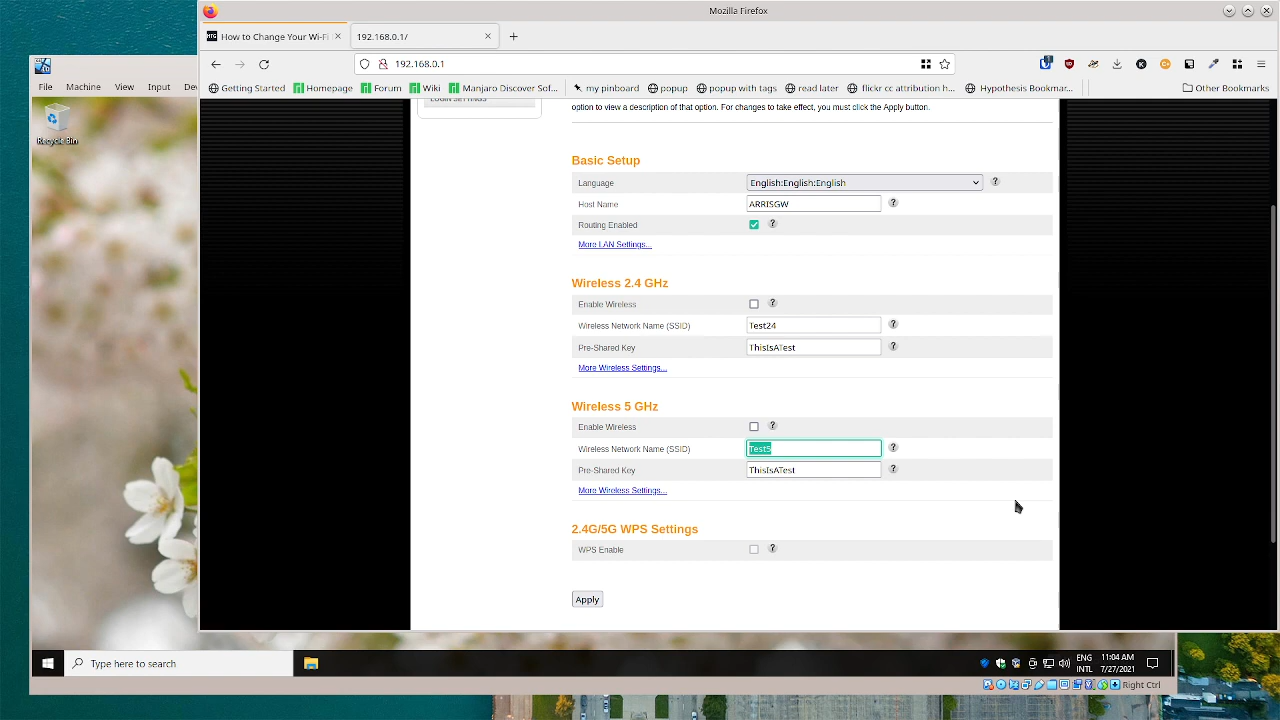 Mozilla Firefox
How to Change Your Wi-Fi
192.168.0.1/
192.168.0.1
Getting Started Homepage Forum Wiki Manjaro Discover Sol... my pinboard popup popup with tags read later flickr cc attribution h... Hypothesis Bookmar... Other Bookmarks
File Machine View Input De
Recycle Bin
LOGIN SETTINGS
option to view a description of that option. For changes to take effect, you must click the Apply button.
Basic Setup
Language English:English:English ?
Host Name ARRISGW ?
Routing Enabled ?
More LAN Settings...
Wireless 2.4 GHz
Enable Wireless ?
Wireless Network Name (SSID) Test24 ?
Pre-Shared Key ThisIsATest ?
More Wireless Settings...
Wireless 5 GHz
Enable Wireless ?
Wireless Network Name (SSID) Test5 ?
Pre-Shared Key ThisIsATest ?
More Wireless Settings...
2.4G/5G WPS Settings
WPS Enable ?
Apply
Type here to search
ENG
INTL
11:04 AM
7/27/2021
Right Ctrl